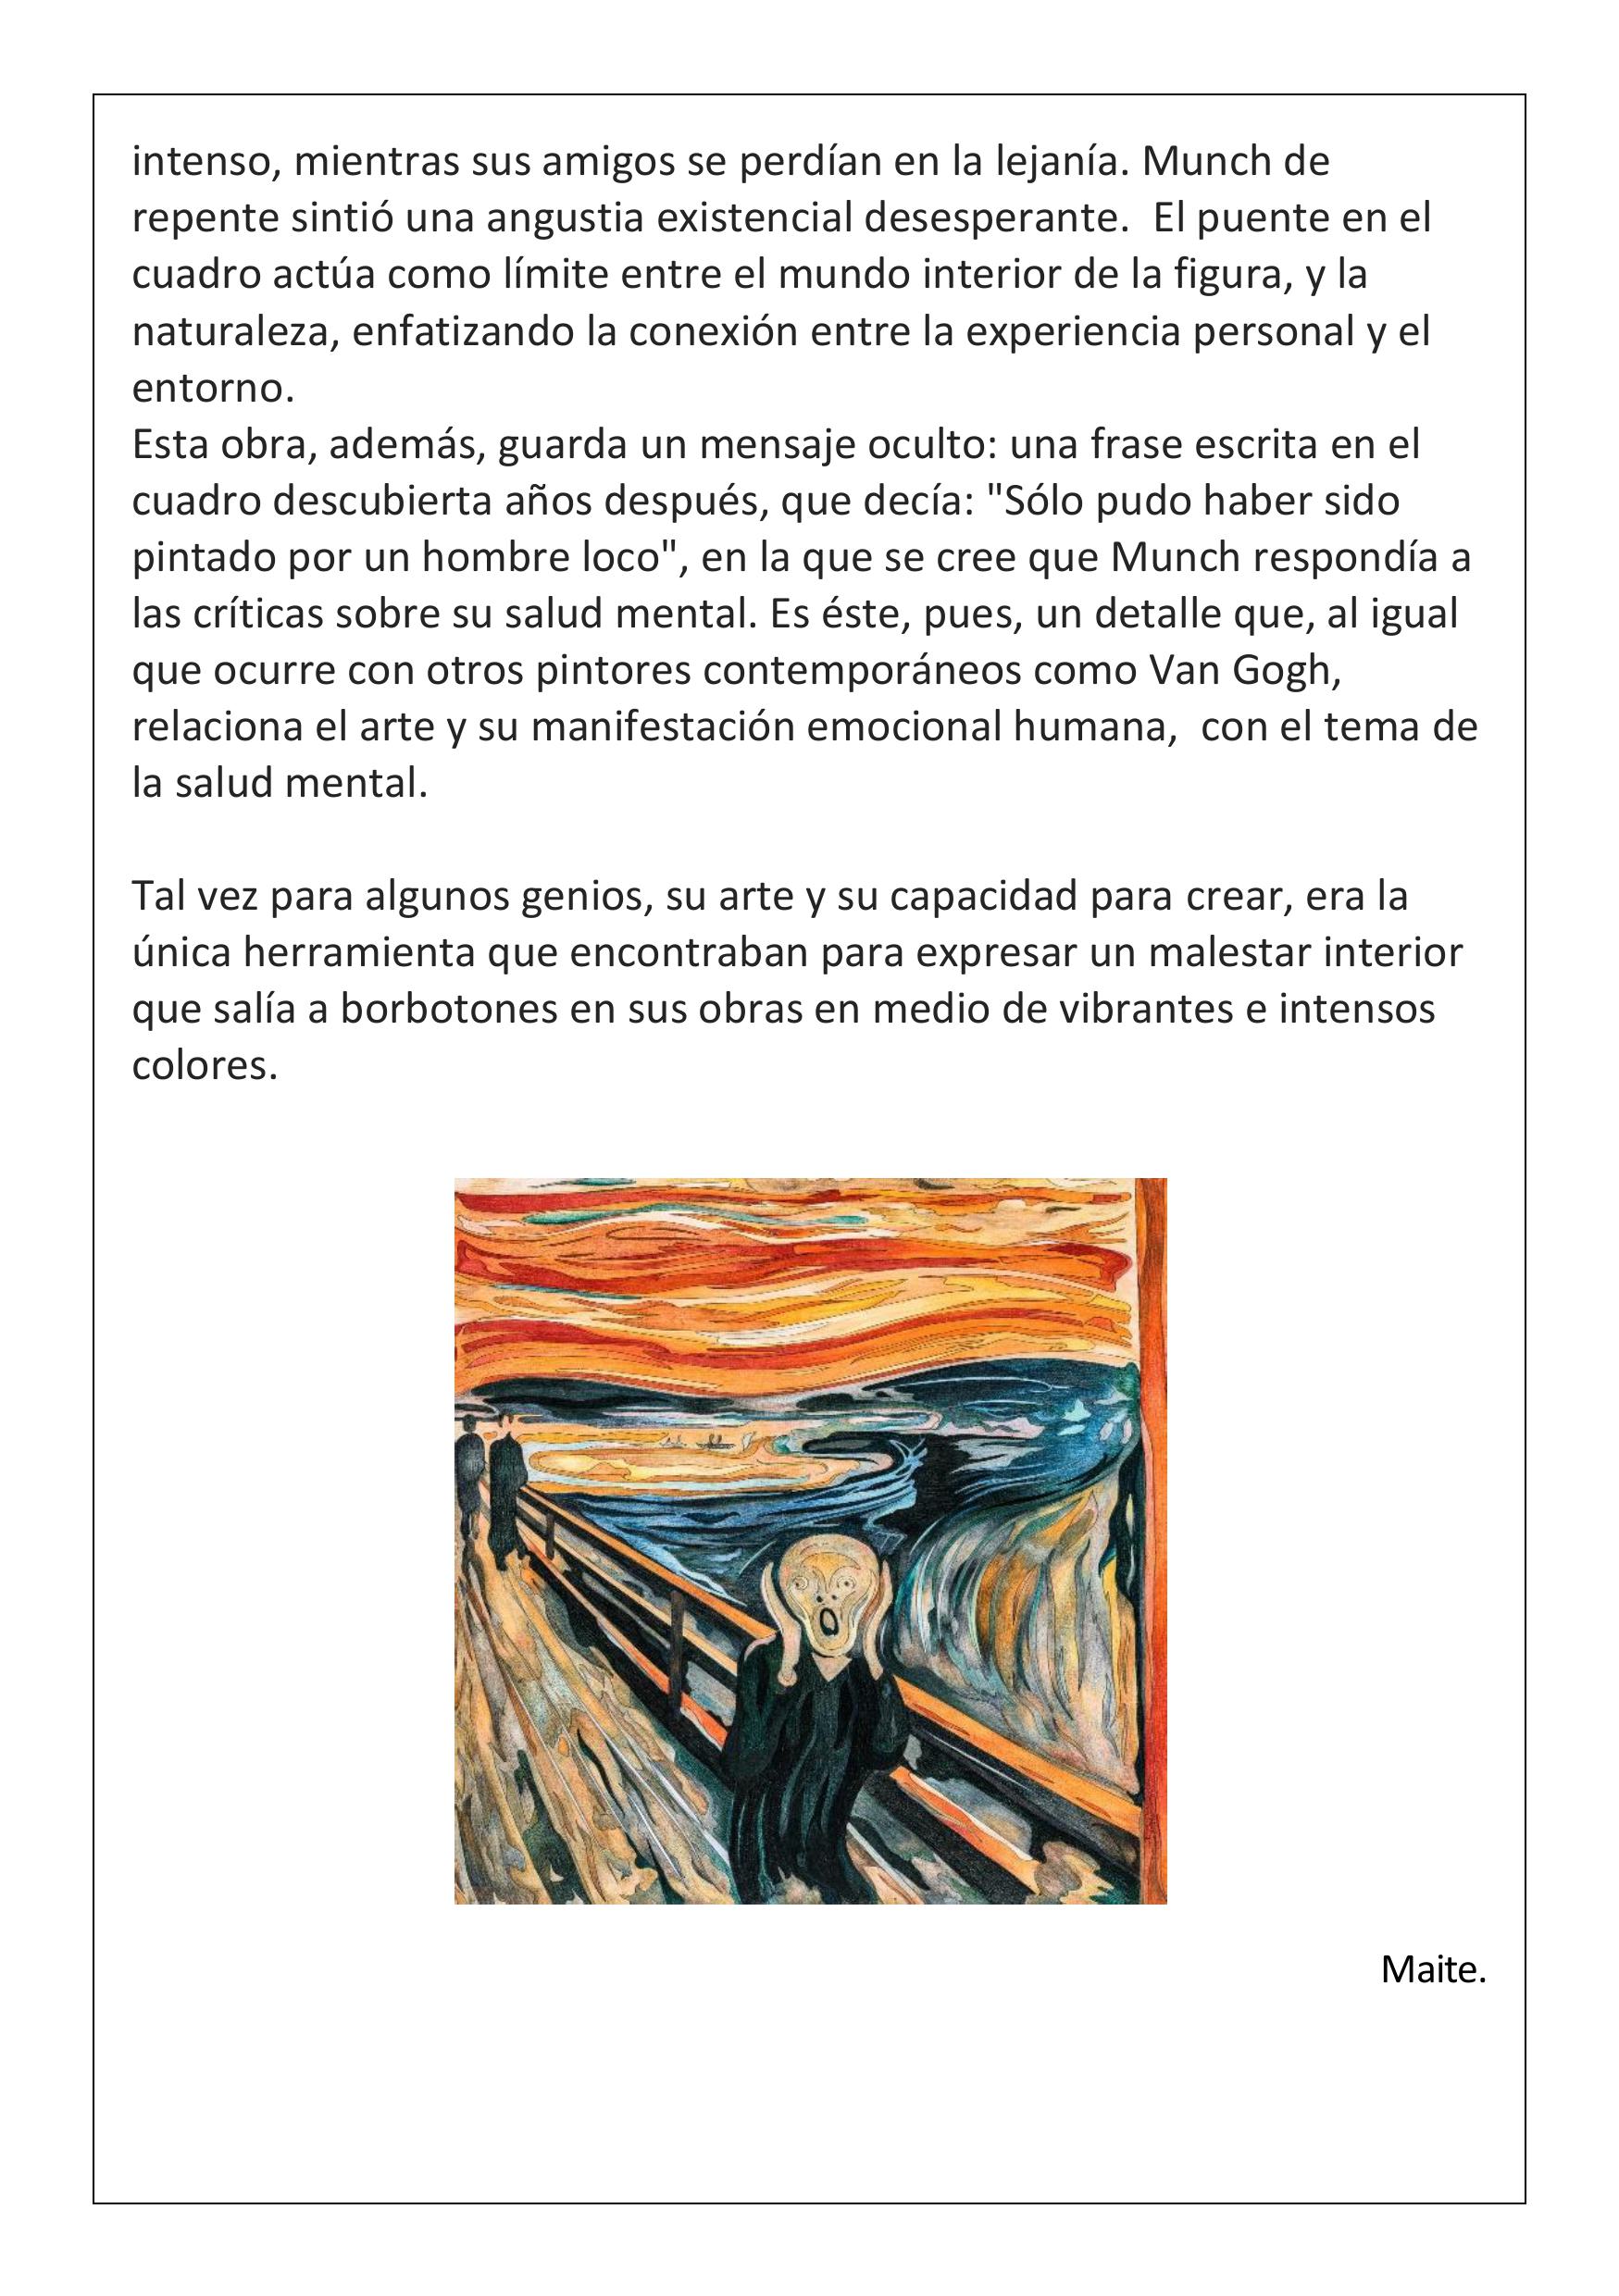 intenso, mientras sus amigos se perdían en la lejanía. Munch de
repente sintió una angustia existencial desesperante.  El puente en el
cuadro actúa como límite entre el mundo interior de la figura, y la
naturaleza, enfatizando la conexión entre la experiencia personal y el
entorno.
Esta obra, además, guarda un mensaje oculto: una frase escrita en el
cuadro descubierta años después, que decía: "Sólo pudo haber sido
pintado por un hombre loco", en la que se cree que Munch respondía a
las críticas sobre su salud mental. Es éste, pues, un detalle que, al igual
que ocurre con otros pintores contemporáneos como Van Gogh,
relaciona el arte y su manifestación emocional humana,  con el tema de
la salud mental.
Tal vez para algunos genios, su arte y su capacidad para crear, era la
única herramienta que encontraban para expresar un malestar interior
que salía a borbotones en sus obras en medio de vibrantes e intensos
colores.
Maite.